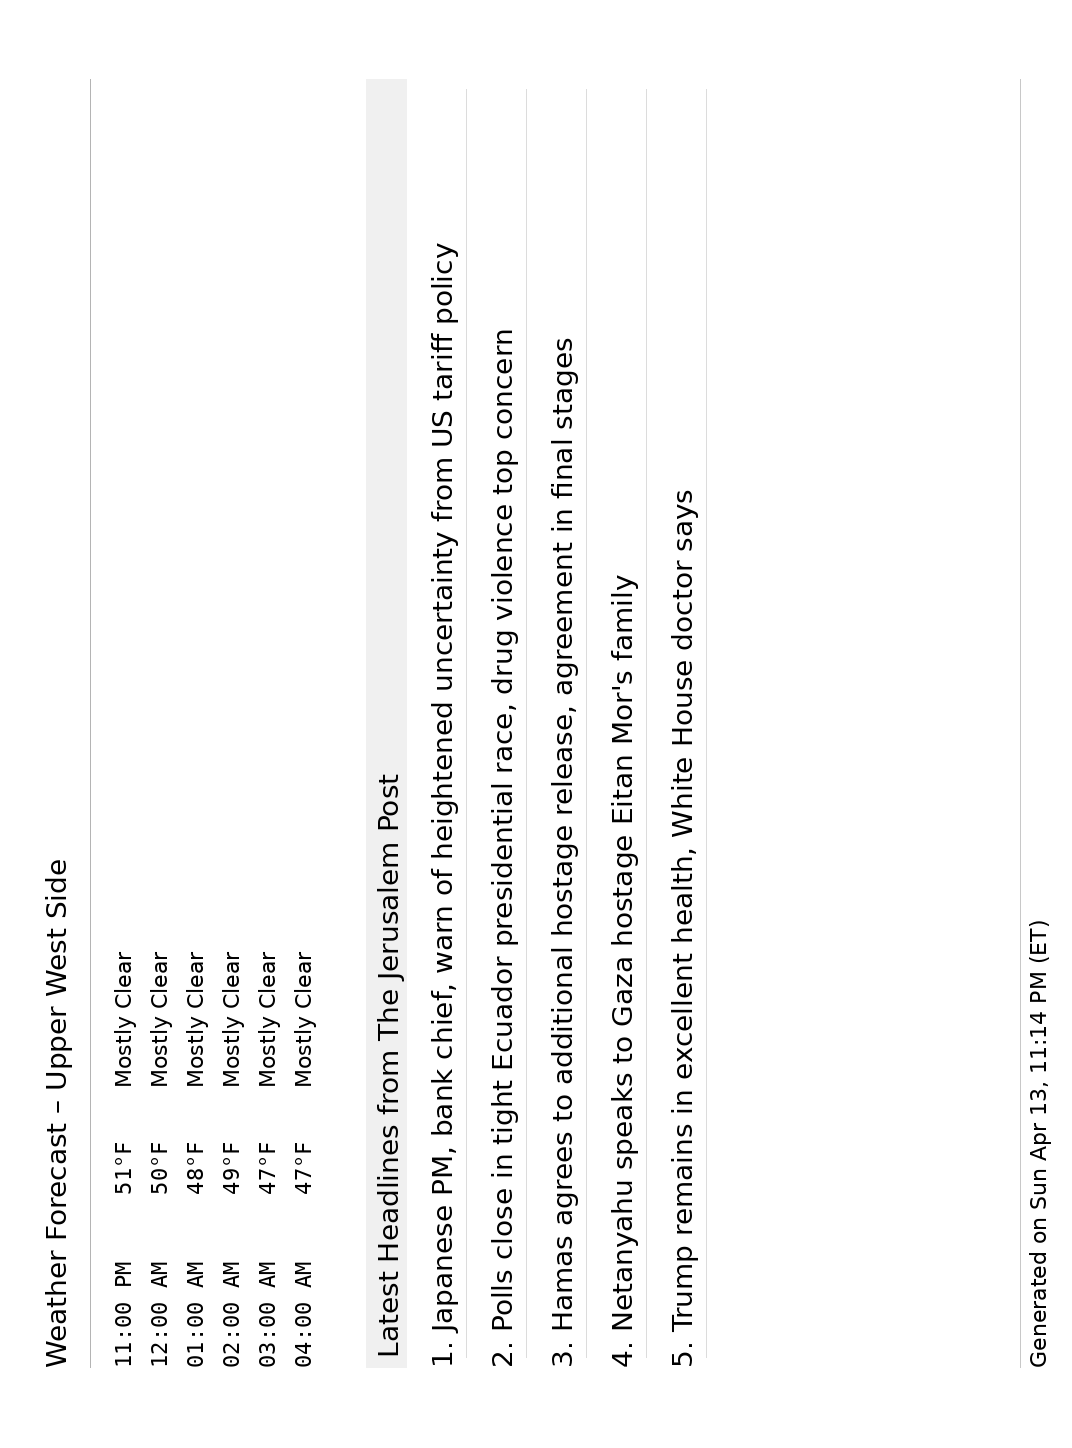 Weather Forecast – Upper West Side
11:00 PM 51°F Mostly Clear
12:00 AM 50°F Mostly Clear
01:00 AM 48°F Mostly Clear
02:00 AM 49°F Mostly Clear
03:00 AM 47°F Mostly Clear
04:00 AM 47°F Mostly Clear
Latest Headlines from The Jerusalem Post
1. Japanese PM, bank chief, warn of heightened uncertainty from US tariff policy
2. Polls close in tight Ecuador presidential race, drug violence top concern
3. Hamas agrees to additional hostage release, agreement in final stages
4. Netanyahu speaks to Gaza hostage Eitan Mor's family
5. Trump remains in excellent health, White House doctor says
Generated on Sun Apr 13, 11:14 PM (ET)